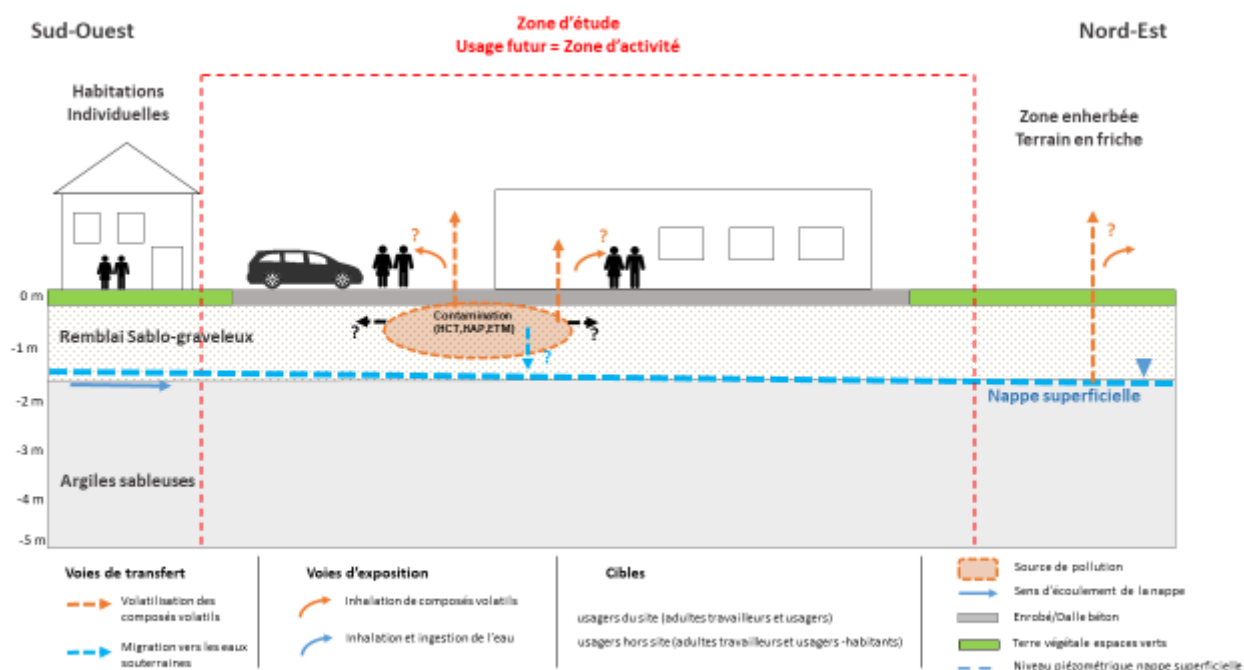 Sud-Ouest
Zone d'étude
Usage futur = Zone d'activité
Nord-Est
Habitations
Individuelles
Zone enherbée
Terrain en friche
?
?
?
0 m
Contamination
(HCT,HAP,ETM)
?
?
Remblai Sablo-graveleux
-1 m
?
Nappe superficielle
-2 m
-3 m
Argiles sableuses
-4 m
-5 m
Voies de transfert
Volatilisation des
composés volatils
Migration vers les eaux
souterraines
Voies d'exposition
Inhalation de composés volatils
Inhalation et ingestion de l'eau
Cibles
usagers du site (adultes travailleurs et usagers)
usagers hors site (adultes travailleurs et usagers -habitants)
Source de pollution
Sens d'écoulement de la nappe
Enrobé/Dalle béton
Terre végétale espaces verts
Niveau piézométrique nappe superficielle